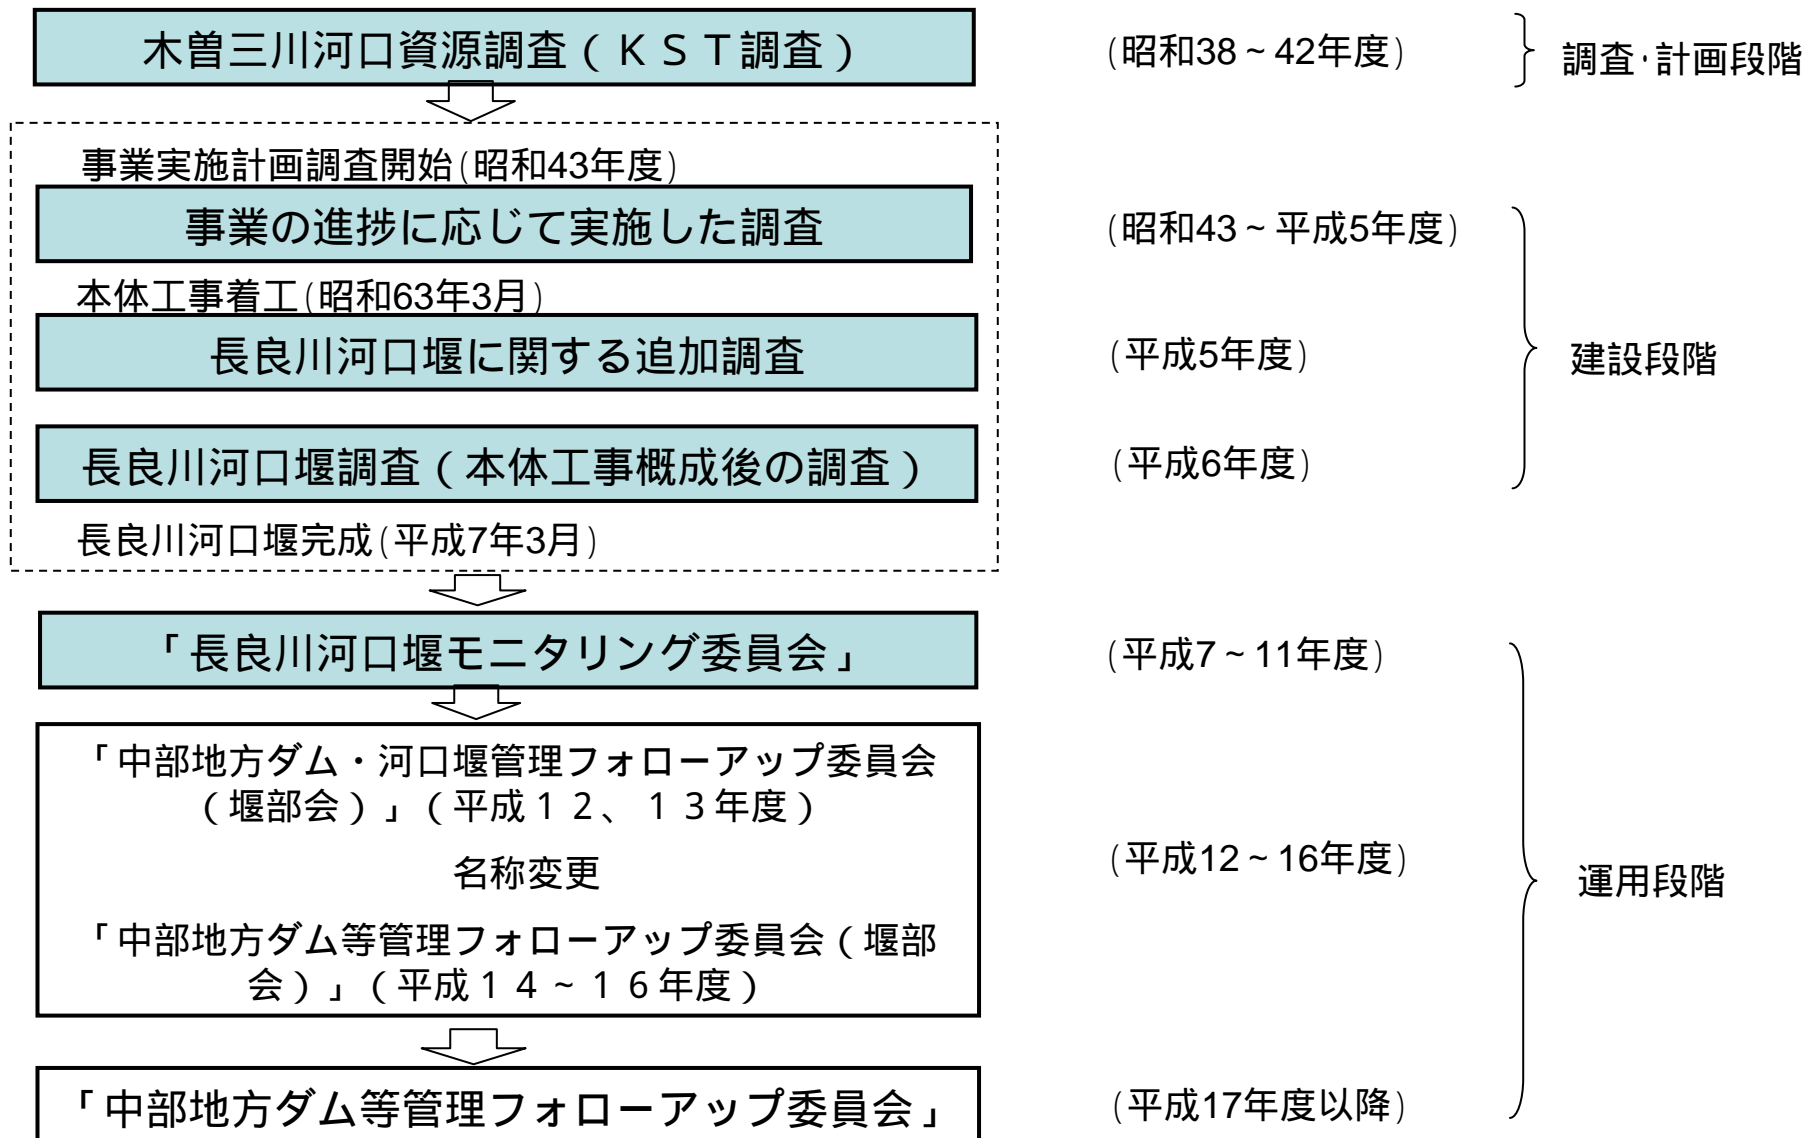 木曽三川河口資源調査(KST調査)
(昭和38~42年度)
調査・計画段階
事業実施計画調査開始(昭和43年度)
事業の進捗に応じて実施した調査
(昭和43~平成5年度)
本体工事着工(昭和63年3月)
長良川河口堰に関する追加調査
(平成5年度)
建設段階
長良川河口堰調査(本体工事概成後の調査)
(平成6年度)
長良川河口堰完成(平成7年3月)
「長良川河口堰モニタリング委員会」
(平成7~11年度)
「中部地方ダム・河口堰管理フォローアップ委員会
(堰部会)」(平成12、13年度)
名称変更
(平成12~16年度)
運用段階
「中部地方ダム等管理フォローアップ委員会(堰部
会)」(平成14~16年度)
「中部地方ダム等管理フォローアップ委員会」
(平成17年度以降)